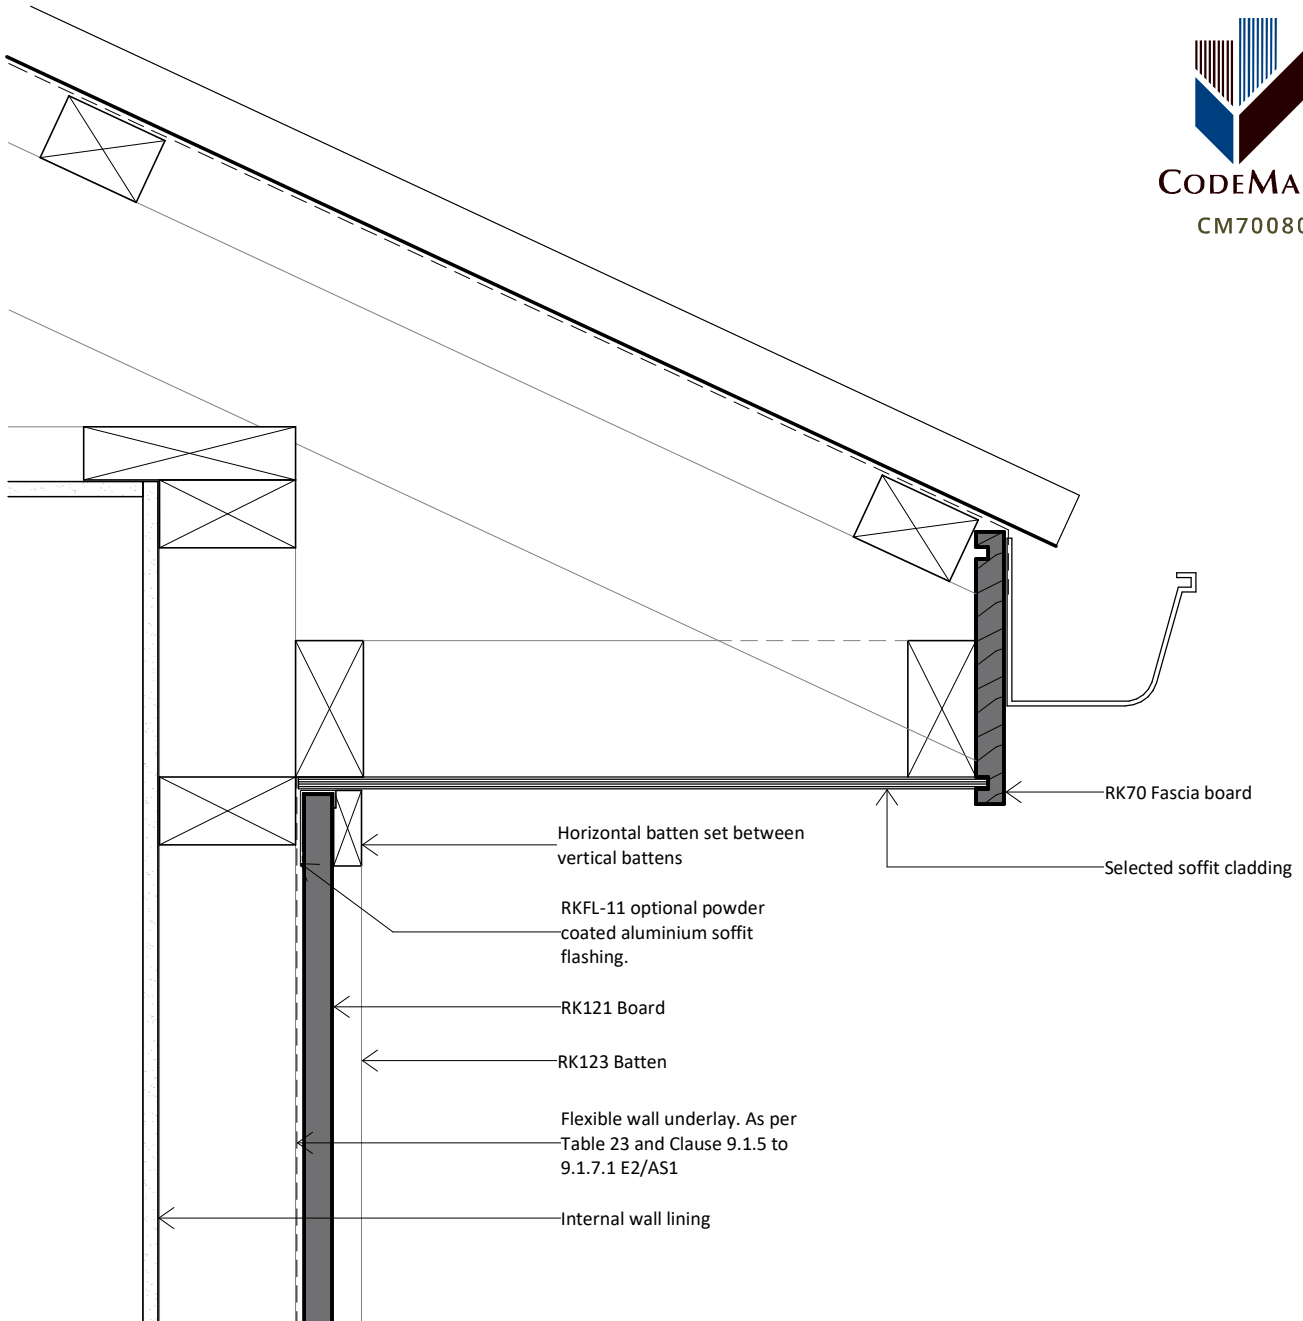 CODEMA
CM70080
RK70 Fascia board
Horizontal batten set between
vertical battens
Selected soffit cladding
RKFL-11 optional powder
coated aluminium soffit
flashing.
RK121 Board
RK123 Batten
Flexible wall underlay. As per
Table 23 and Clause 9.1.5 to
9.1.7.1 E2/AS1
Internal wall lining